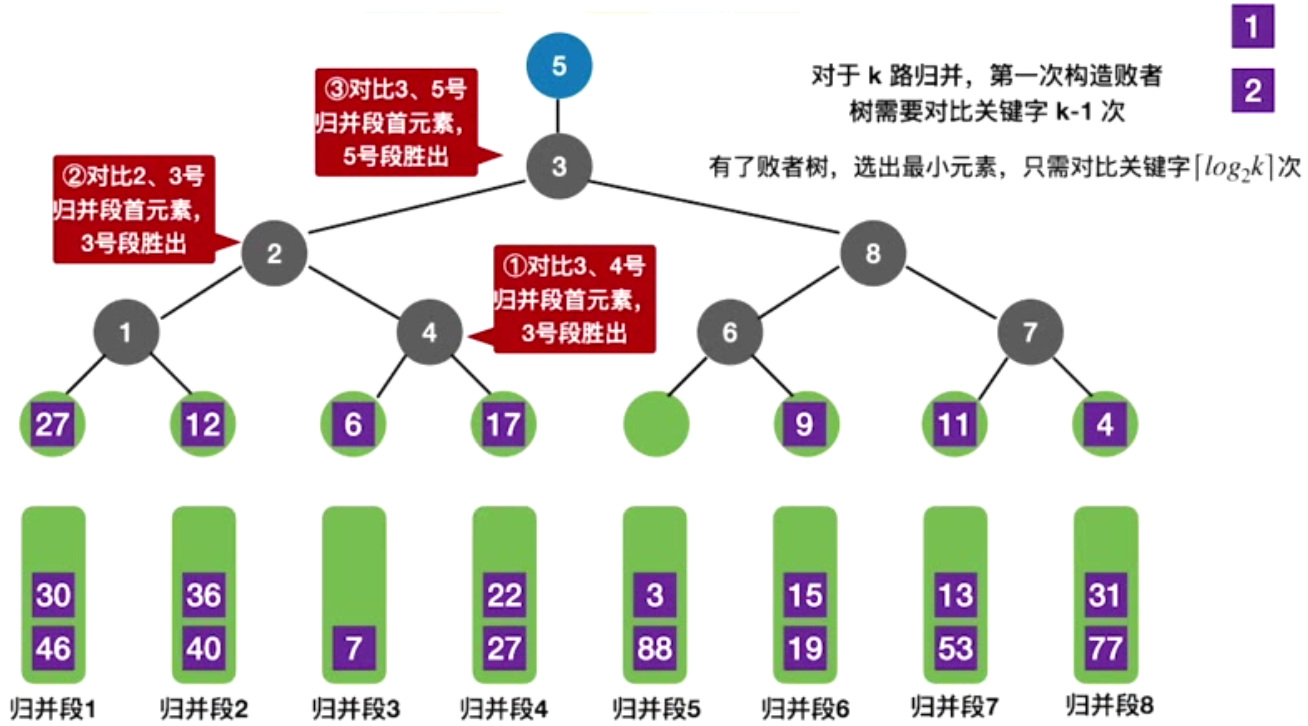 1
5
③对比3、5号
归并段首元素，
5号段胜出
对于 k 路归并，第一次构造败者
树需要对比关键字 k-1 次
2
②对比2、3号
归并段首元素，
3号段胜出
3
有了败者树，选出最小元素，只需对比关键字⌈log₂k⌉次
2
①对比3、4号
归并段首元素，
3号段胜出
8
1
4
6
7
27
12
6
17
9
11
4
30
36
22
3
15
13
31
46
40
7
27
88
19
53
77
归并段1
归并段2
归并段3
归并段4
归并段5
归并段6
归并段7
归并段8